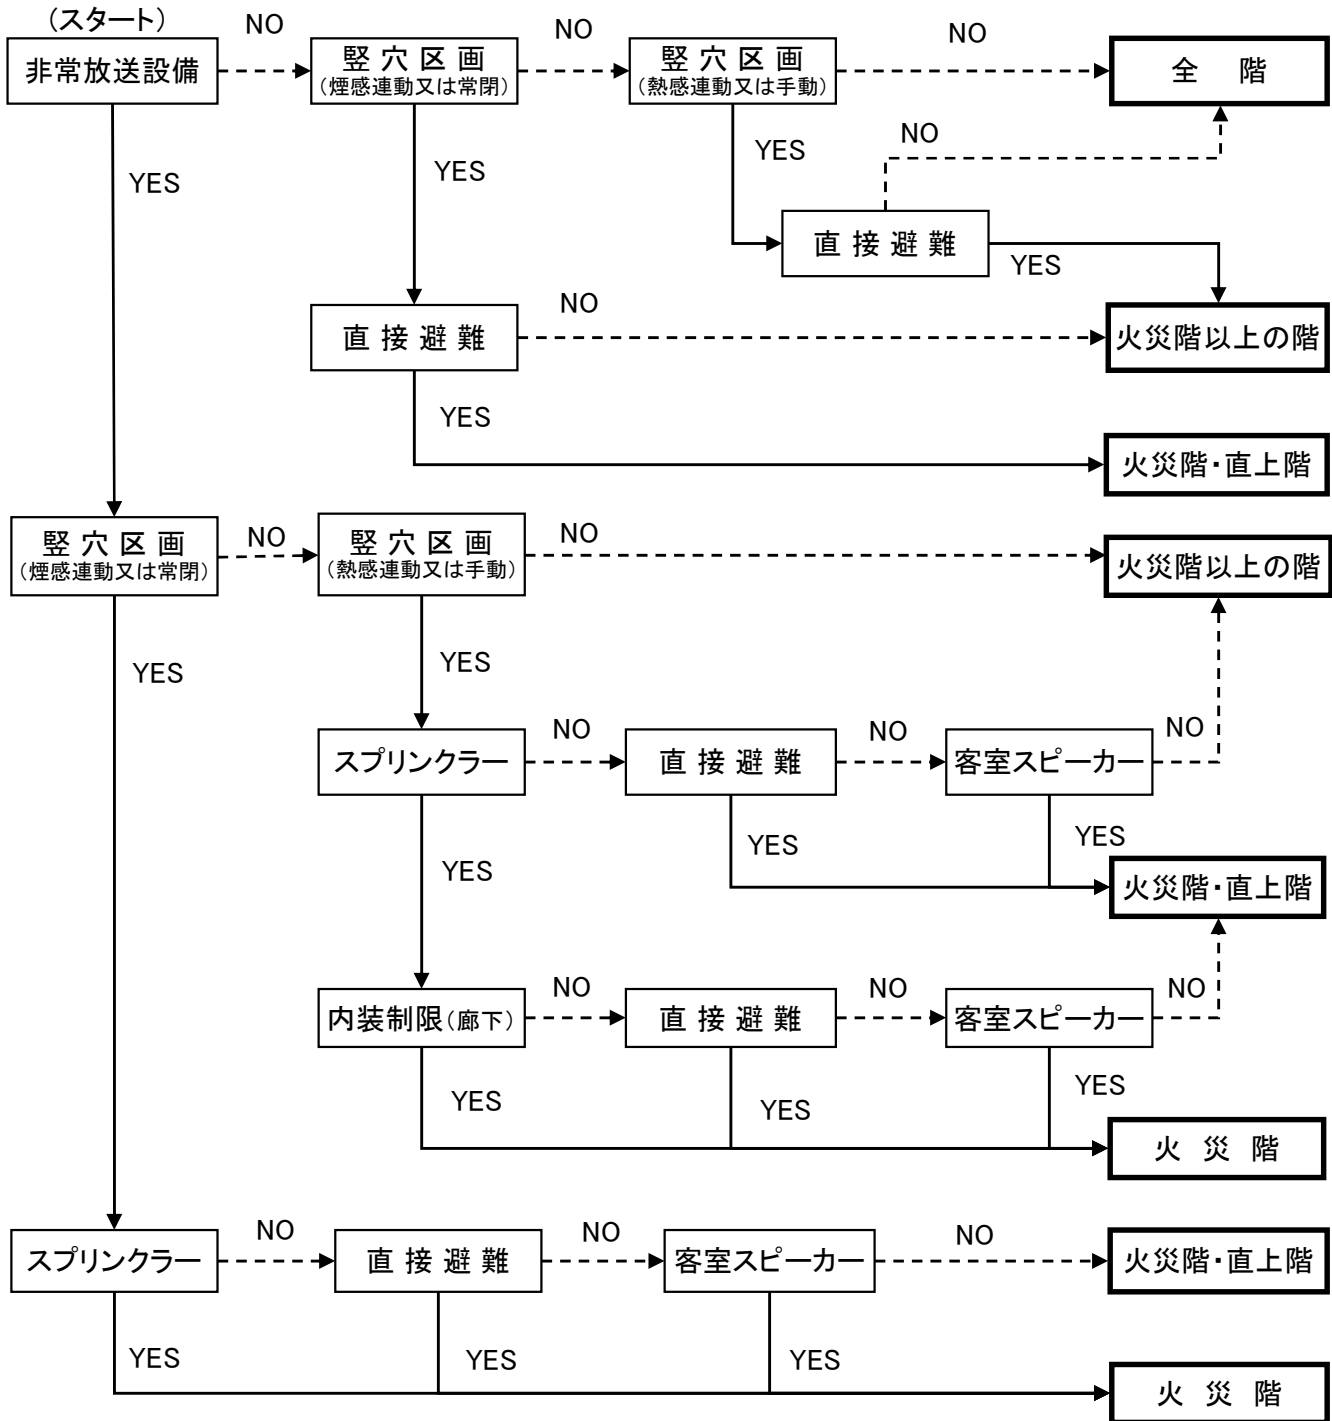 (スタート)
NO
NO
NO
非常放送設備
竪穴区画
(煙感連動又は常閉)
竪穴区画
(熱感連動又は手動)
全　階
YES
YES
YES
NO
直接避難
YES
直接避難
NO
火災階以上の階
YES
火災階・直上階
竪穴区画
(煙感連動又は常閉)
NO
竪穴区画
(熱感連動又は手動)
NO
火災階以上の階
YES
YES
スプリンクラー
NO
直接避難
NO
客室スピーカー
NO
YES
YES
YES
火災階・直上階
内装制限(廊下)
NO
直接避難
NO
客室スピーカー
NO
YES
YES
YES
火災階
スプリンクラー
NO
直接避難
NO
客室スピーカー
NO
火災階・直上階
YES
YES
YES
火災階